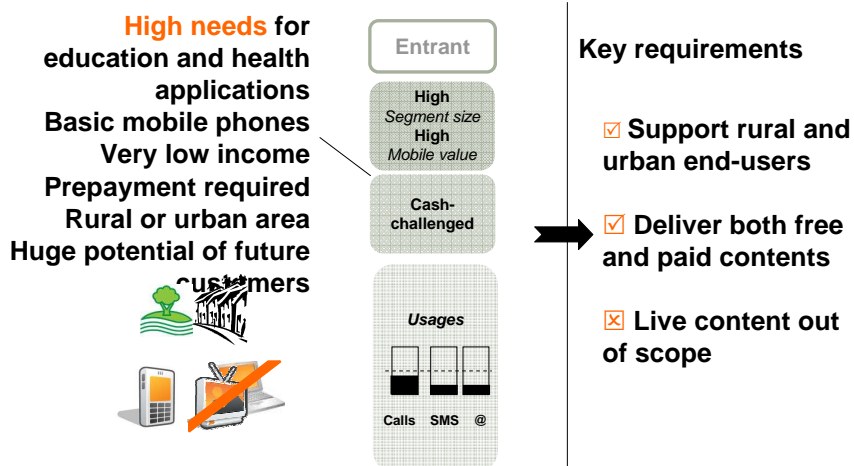 High needs for
education and health
applications
Basic mobile phones
Very low income
Prepayment required
Rural or urban area
Huge potential of future
customers
Entrant
High
Segment size
High
Mobile value
Cash-
challenged
Usages
Calls SMS @
Key requirements
☑ Support rural and
urban end-users
☑ Deliver both free
and paid contents
☒ Live content out
of scope